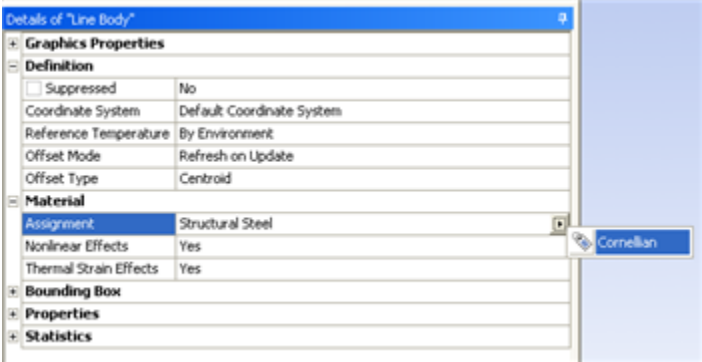 Details of "Line Body"
Graphics Properties
Definition
Suppressed No
Coordinate System Default Coordinate System
Reference Temperature By Environment
Offset Mode Refresh on Update
Offset Type Centroid
Material
Assignment Structural Steel
Cornellian
Nonlinear Effects Yes
Thermal Strain Effects Yes
Bounding Box
Properties
Statistics